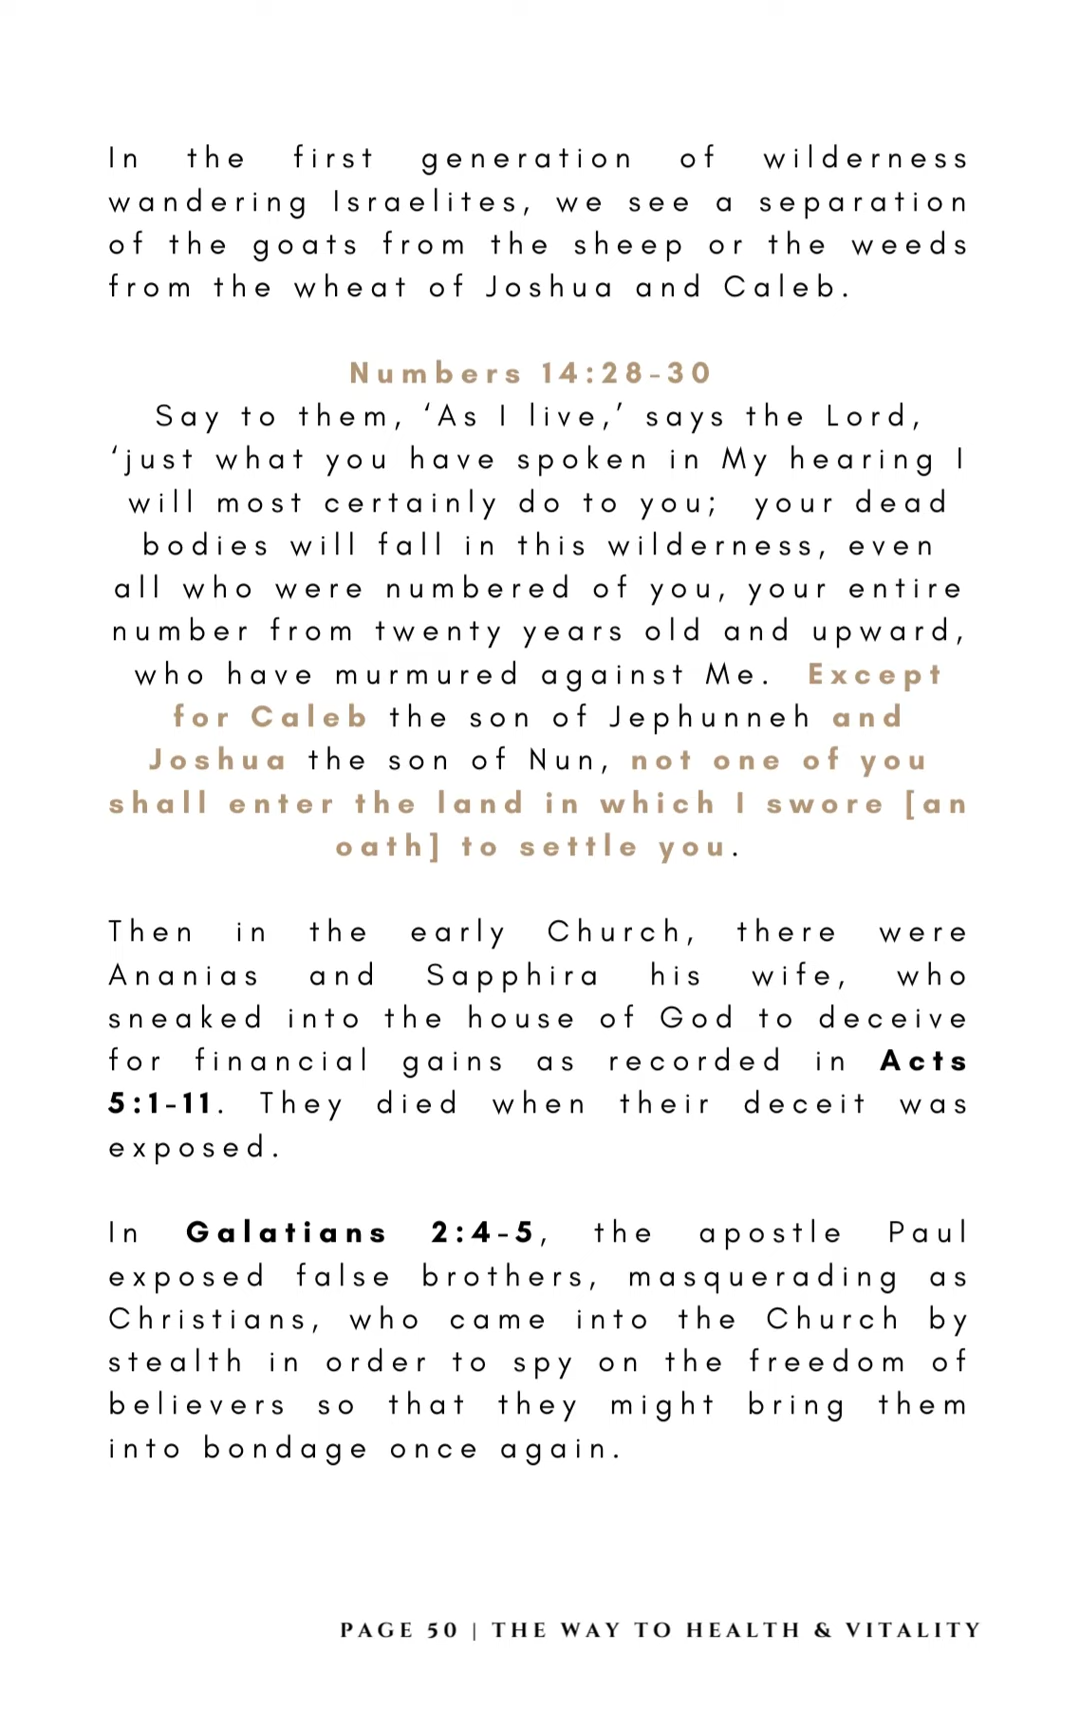 In the first generation of wilderness
wandering Israelites, we see a separation
of the goats from the sheep or the weeds
from the wheat of Joshua and Caleb.
Numbers 14:28-30
Say to them, ‘As I live,’ says the Lord,
‘just what you have spoken in My hearing I
will most certainly do to you; your dead
bodies will fall in this wilderness, even
all who were numbered of you, your entire
number from twenty years old and upward,
who have murmured against Me. Except
for Caleb the son of Jephunneh and
Joshua the son of Nun, not one of you
shall enter the land in which I swore [an
oath] to settle you.
Then in the early Church, there were
Ananias and Sapphira his wife, who
sneaked into the house of God to deceive
for financial gains as recorded in Acts
5:1-11. They died when their deceit was
exposed.
In Galatians 2:4-5, the apostle Paul
exposed false brothers, masquerading as
Christians, who came into the Church by
stealth in order to spy on the freedom of
believers so that they might bring them
into bondage once again.
PAGE 50 | THE WAY TO HEALTH & VITALITY